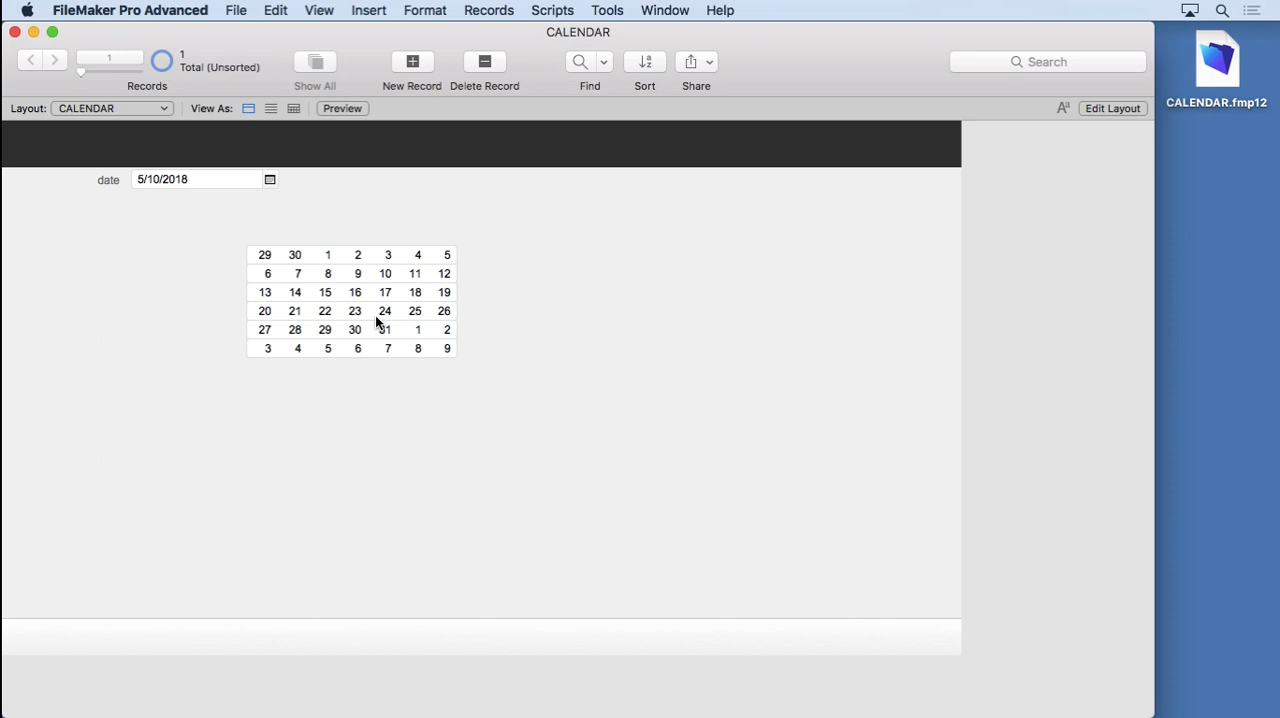 FileMaker Pro Advanced File Edit View Insert Format Records Scripts Tools Window Help
CALENDAR
1
1
Total (Unsorted)
Records
Show All
New Record
Delete Record
Find
Sort
Share
Search
Layout: CALENDAR View As: Preview
Aa Edit Layout
CALENDAR.fmp12
date 5/10/2018
29 30 1 2 3 4 5
6 7 8 9 10 11 12
13 14 15 16 17 18 19
20 21 22 23 24 25 26
27 28 29 30 31 1 2
3 4 5 6 7 8 9